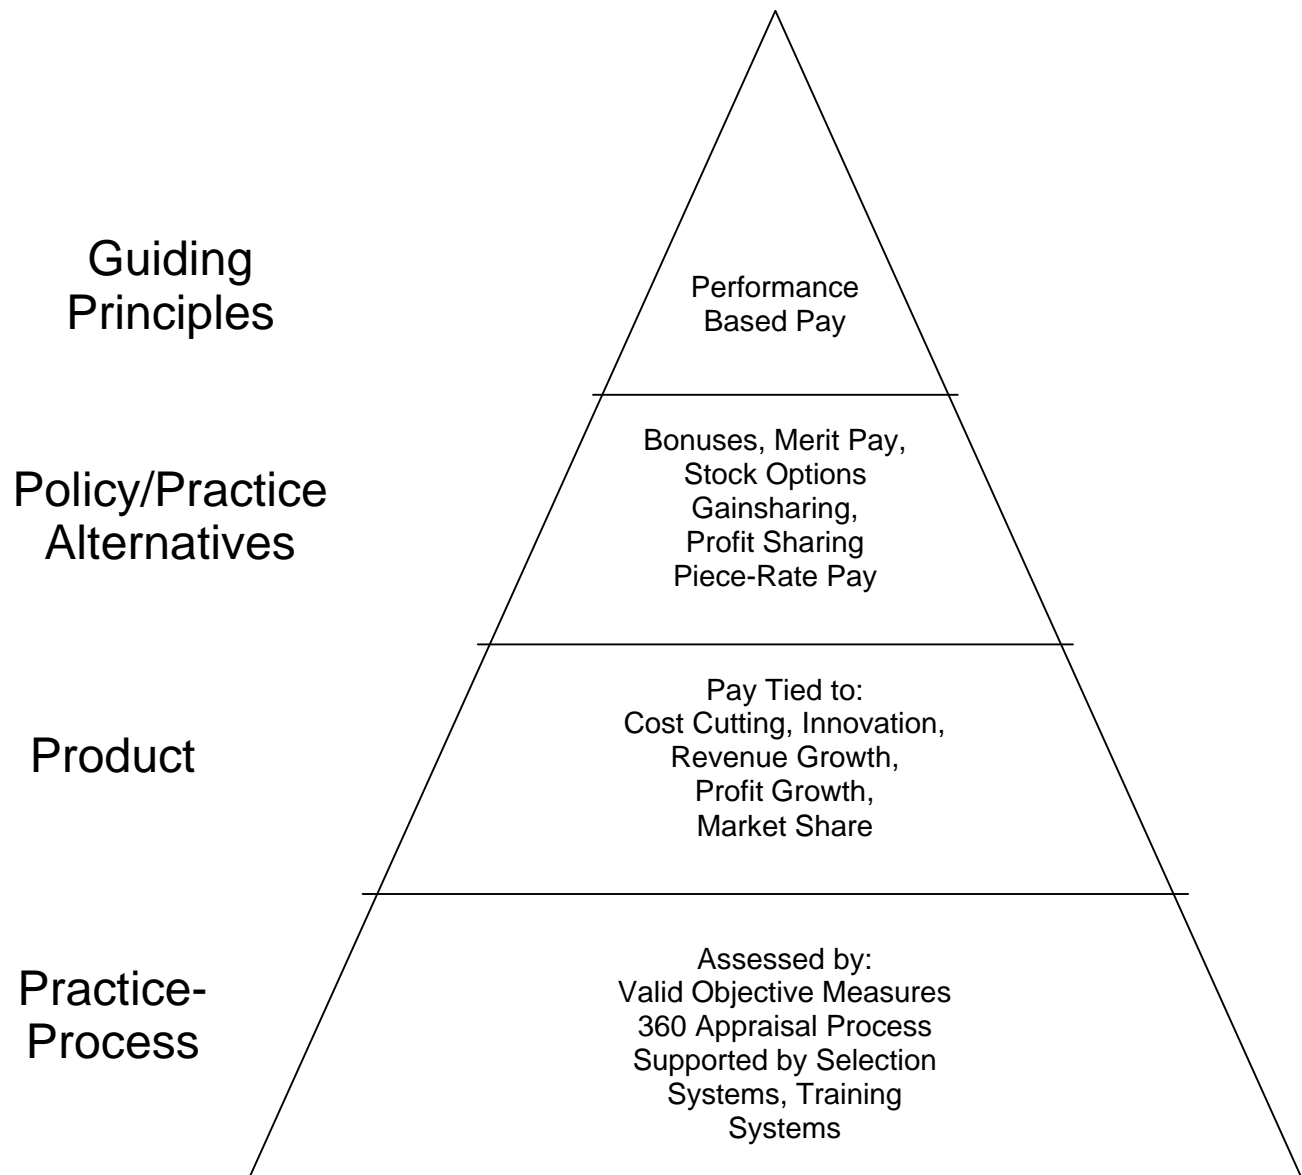 Guiding
Principles
Performance
Based Pay
Policy/Practice
Alternatives
Bonuses, Merit Pay,
Stock Options
Gainsharing,
Profit Sharing
Piece-Rate Pay
Product
Pay Tied to:
Cost Cutting, Innovation,
Revenue Growth,
Profit Growth,
Market Share
Practice-
Process
Assessed by:
Valid Objective Measures
360 Appraisal Process
Supported by Selection
Systems, Training
Systems